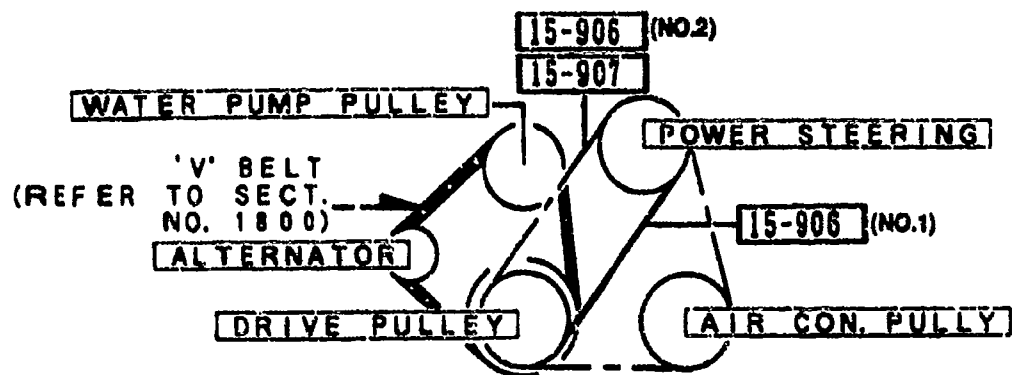 15-906 (NO.2)
15-907
WATER PUMP PULLEY
POWER STEERING
'V' BELT
(REFER TO SECT.
NO. 1800)
15-906 (NO.1)
ALTERNATOR
DRIVE PULLEY
AIR CON. PULLY